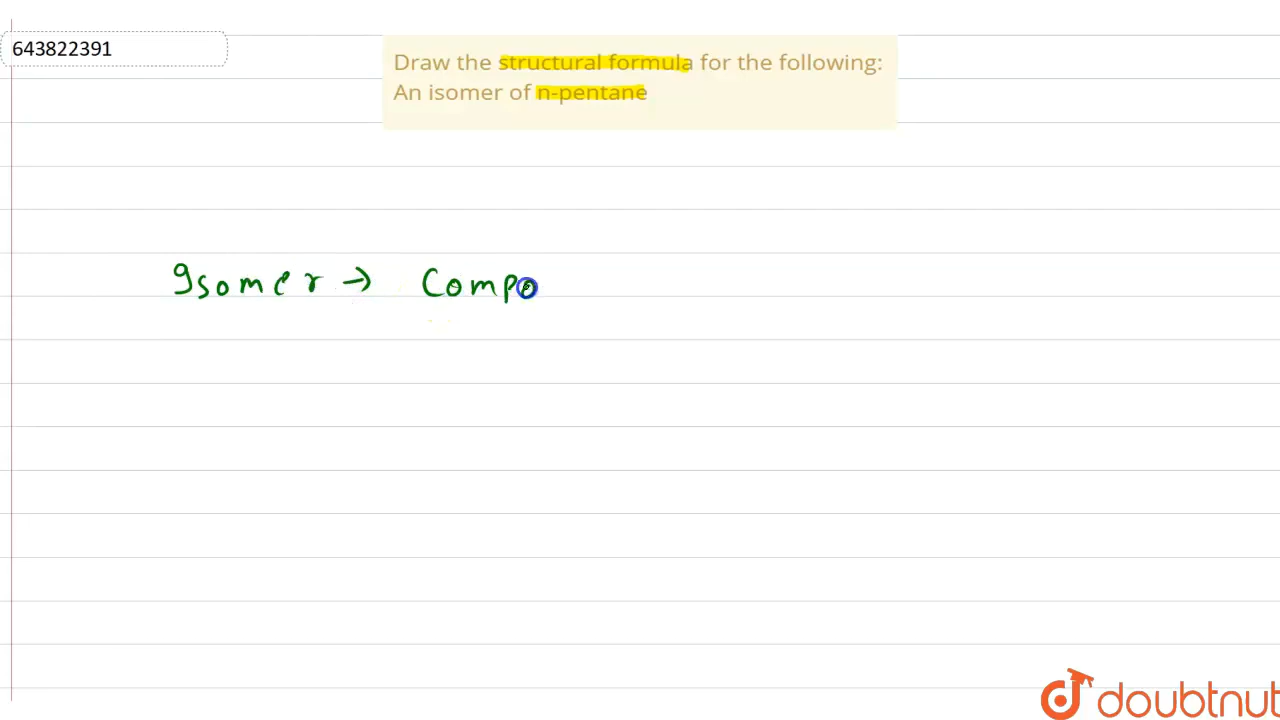 643822391
Draw the structural formula for the following:
An isomer of n-pentane
Isomer → Compo
doubtnut